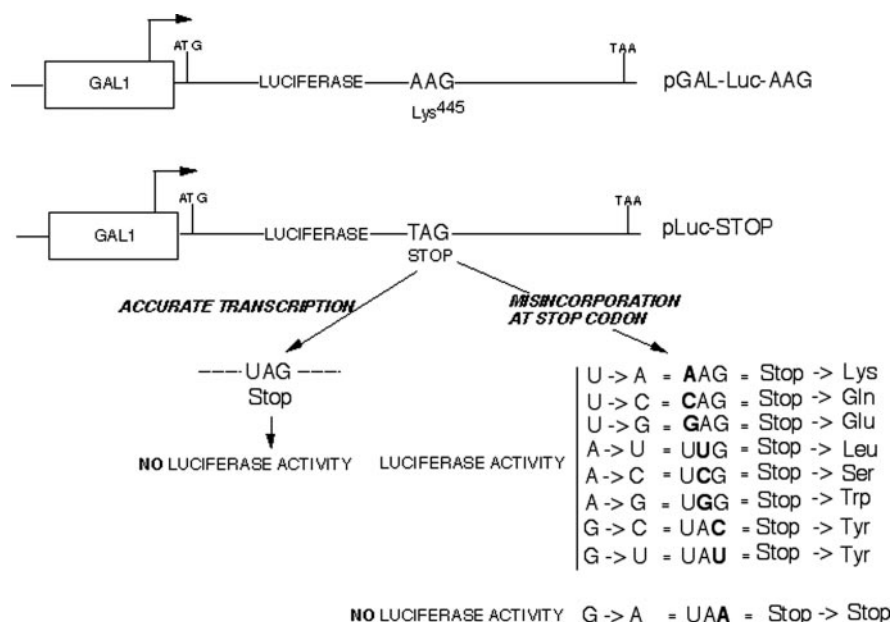 ATG
TAA
GAL1
LUCIFERASE
AAG
pGAL-Luc-AAG
Lys445
ATG
TAA
GAL1
LUCIFERASE
TAG
pLuc-STOP
STOP
ACCURATE TRANSCRIPTION
MISINCORPORATION
AT STOP CODON
----UAG----
Stop
NO LUCIFERASE ACTIVITY
LUCIFERASE ACTIVITY
U -> A = AAG = Stop -> Lys
U -> C = CAG = Stop -> Gln
U -> G = GAG = Stop -> Glu
A -> U = UUG = Stop -> Leu
A -> C = UCG = Stop -> Ser
A -> G = UGG = Stop -> Trp
G -> C = UAC = Stop -> Tyr
G -> U = UAU = Stop -> Tyr
NO LUCIFERASE ACTIVITY G -> A = UAA = Stop -> Stop